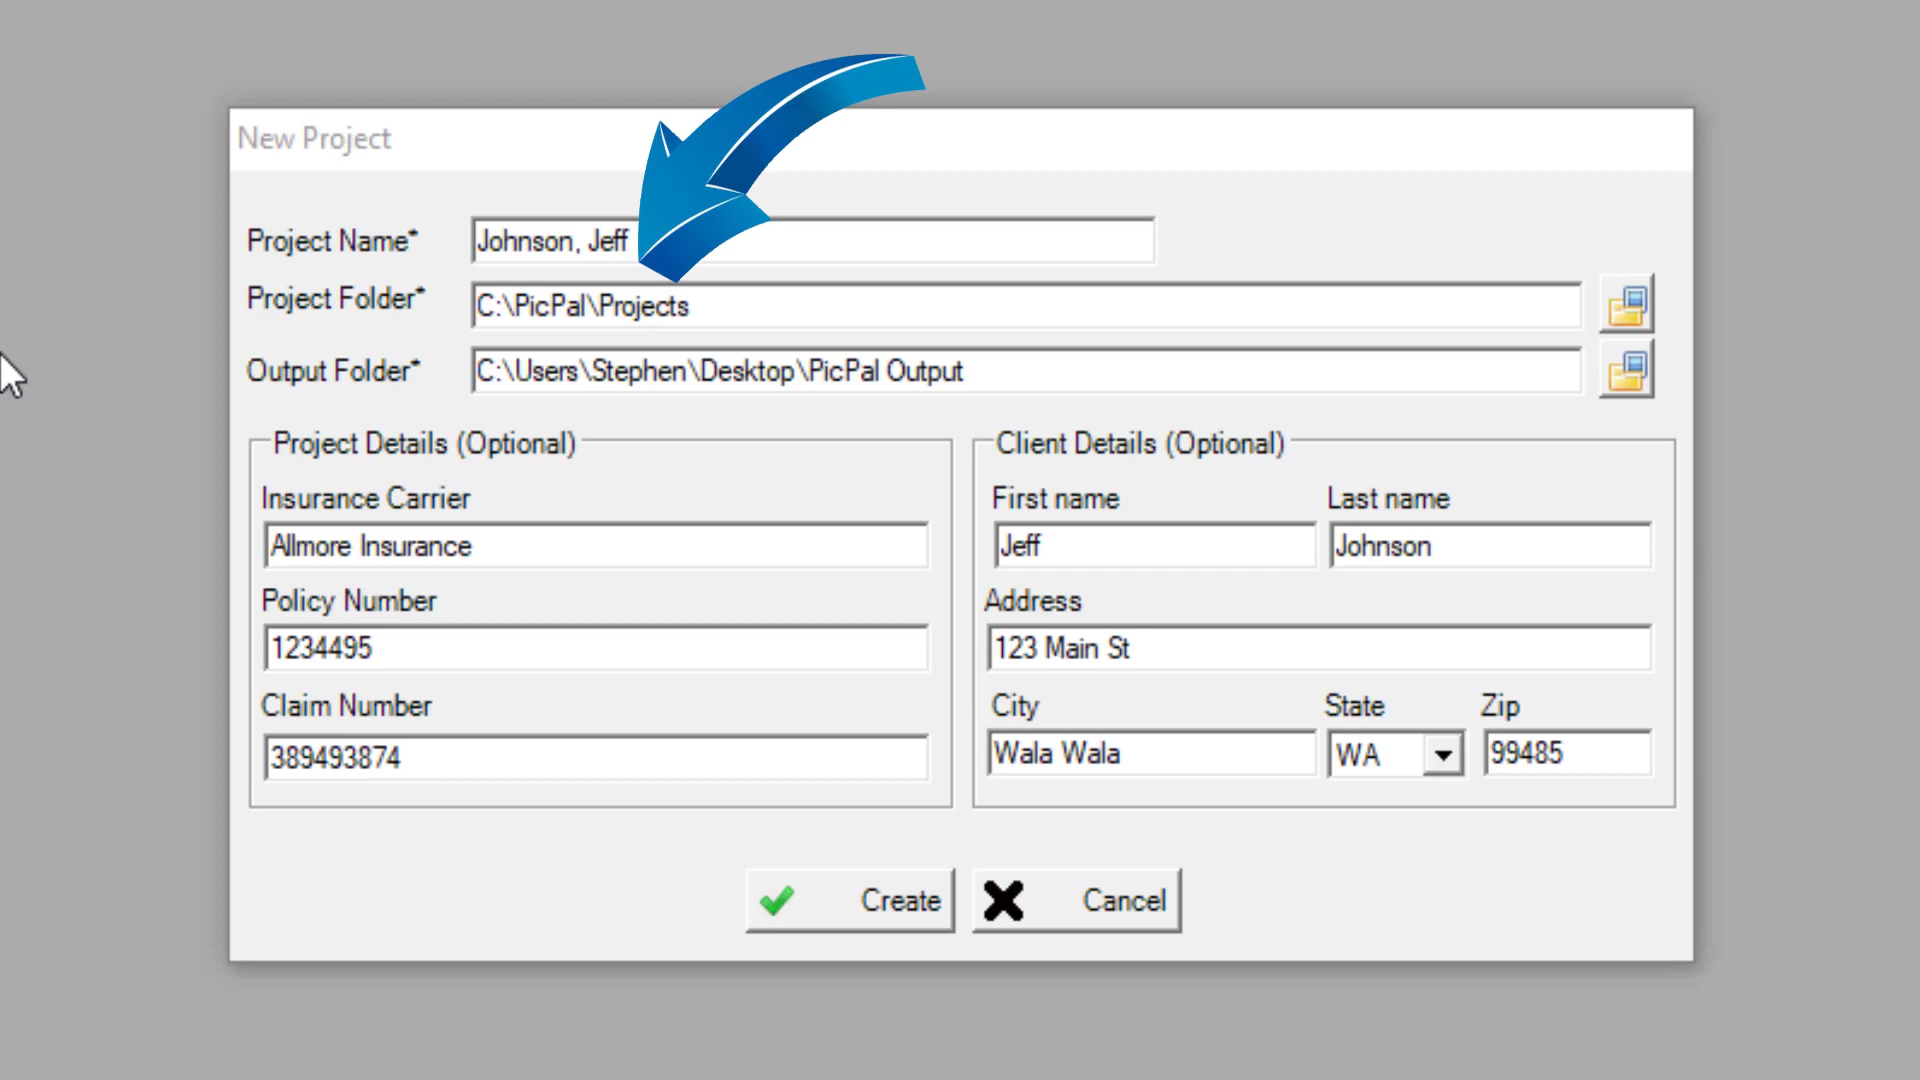 New Project
Project Name* Johnson, Jeff
Project Folder* C:\PicPal\Projects
Output Folder* C:\Users\Stephen\Desktop\PicPal Output
Project Details (Optional)
Insurance Carrier
Allmore Insurance
Policy Number
1234495
Claim Number
389493874
Client Details (Optional)
First name Last name
Jeff Johnson
Address
123 Main St
City State Zip
Wala Wala WA 99485
Create Cancel